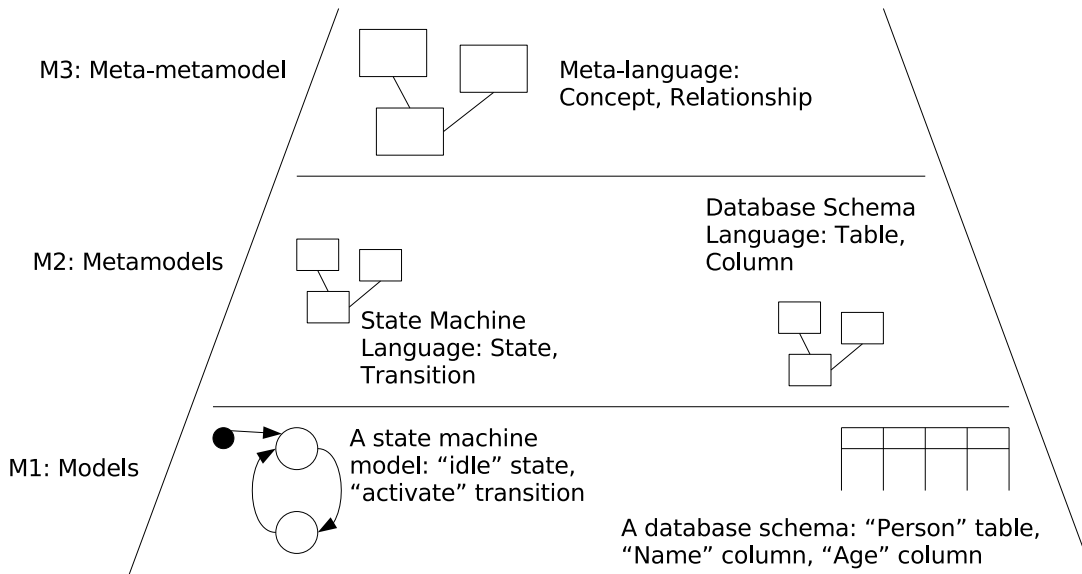 M3: Meta-metamodel
Meta-language:
Concept, Relationship
M2: Metamodels
Database Schema
Language: Table,
Column
State Machine
Language: State,
Transition
M1: Models
A state machine
model: “idle” state,
“activate” transition
A database schema: “Person” table,
“Name” column, “Age” column